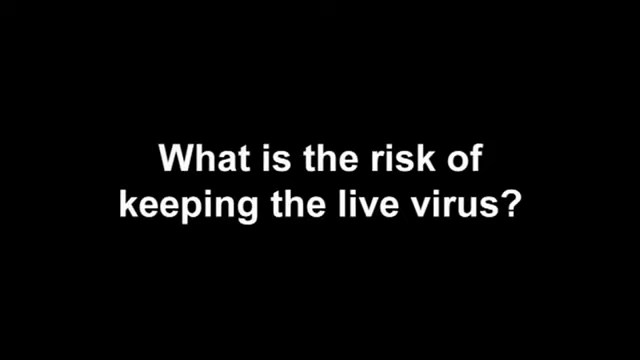 What is the risk of
keeping the live virus?